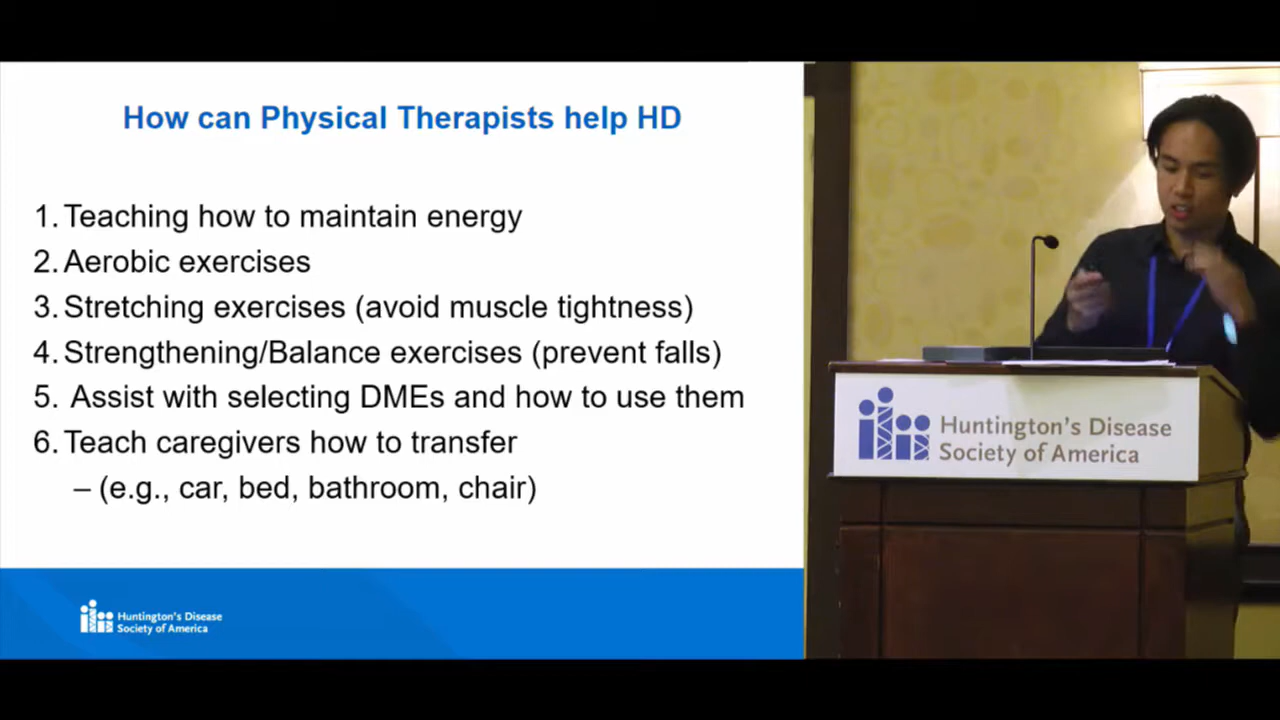 How can Physical Therapists help HD
1. Teaching how to maintain energy
2. Aerobic exercises
3. Stretching exercises (avoid muscle tightness)
4. Strengthening/Balance exercises (prevent falls)
5. Assist with selecting DMEs and how to use them
6. Teach caregivers how to transfer
– (e.g., car, bed, bathroom, chair)
Huntington's Disease
Society of America
Huntington's Disease
Society of America